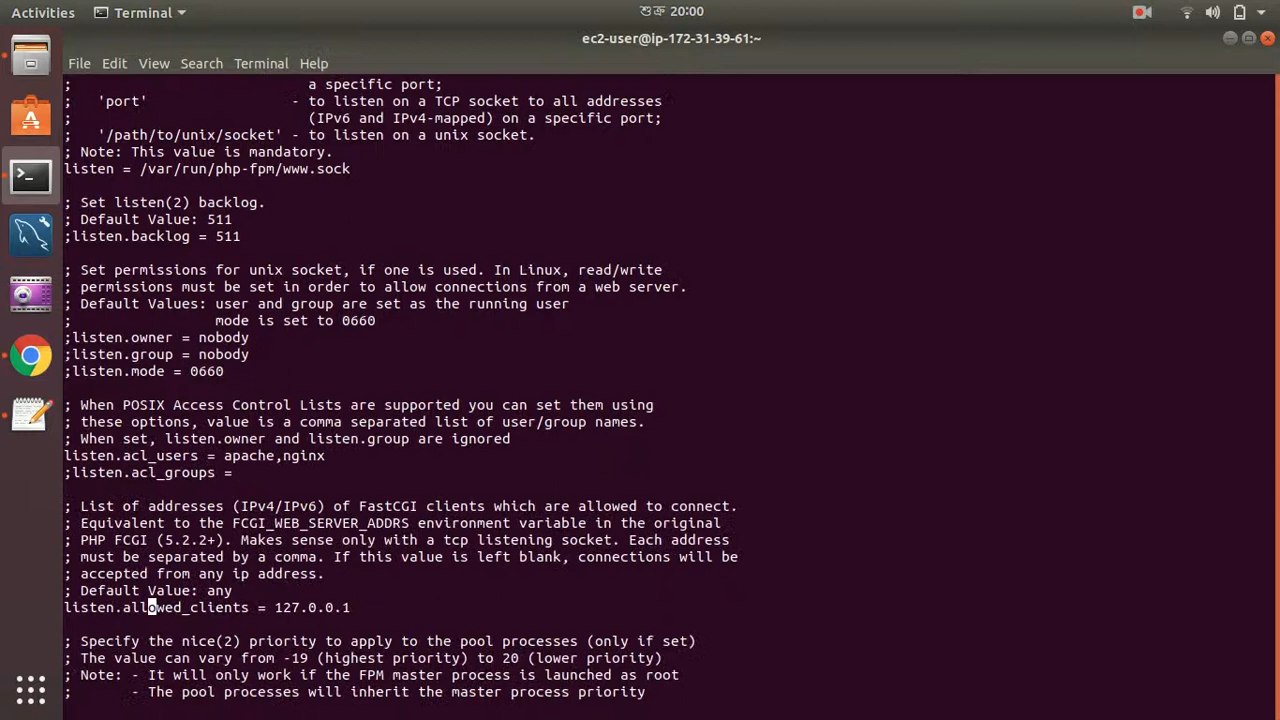 Activities
Terminal
শুক্র 20:00
ec2-user@ip-172-31-39-61:~
File Edit View Search Terminal Help
;                             a specific port;
;   'port'                  - to listen on a TCP socket to all addresses
;                             (IPv6 and IPv4-mapped) on a specific port;
;   '/path/to/unix/socket' - to listen on a unix socket.
; Note: This value is mandatory.
listen = /var/run/php-fpm/www.sock
; Set listen(2) backlog.
; Default Value: 511
;listen.backlog = 511
; Set permissions for unix socket, if one is used. In Linux, read/write
; permissions must be set in order to allow connections from a web server.
; Default Values: user and group are set as the running user
;                 mode is set to 0660
;listen.owner = nobody
;listen.group = nobody
;listen.mode = 0660
; When POSIX Access Control Lists are supported you can set them using
; these options, value is a comma separated list of user/group names.
; When set, listen.owner and listen.group are ignored
listen.acl_users = apache,nginx
;listen.acl_groups =
; List of addresses (IPv4/IPv6) of FastCGI clients which are allowed to connect.
; Equivalent to the FCGI_WEB_SERVER_ADDRS environment variable in the original
; PHP FCGI (5.2.2+). Makes sense only with a tcp listening socket. Each address
; must be separated by a comma. If this value is left blank, connections will be
; accepted from any ip address.
; Default Value: any
listen.allowed_clients = 127.0.0.1
; Specify the nice(2) priority to apply to the pool processes (only if set)
; The value can vary from -19 (highest priority) to 20 (lower priority)
; Note: - It will only work if the FPM master process is launched as root
;       - The pool processes will inherit the master process priority